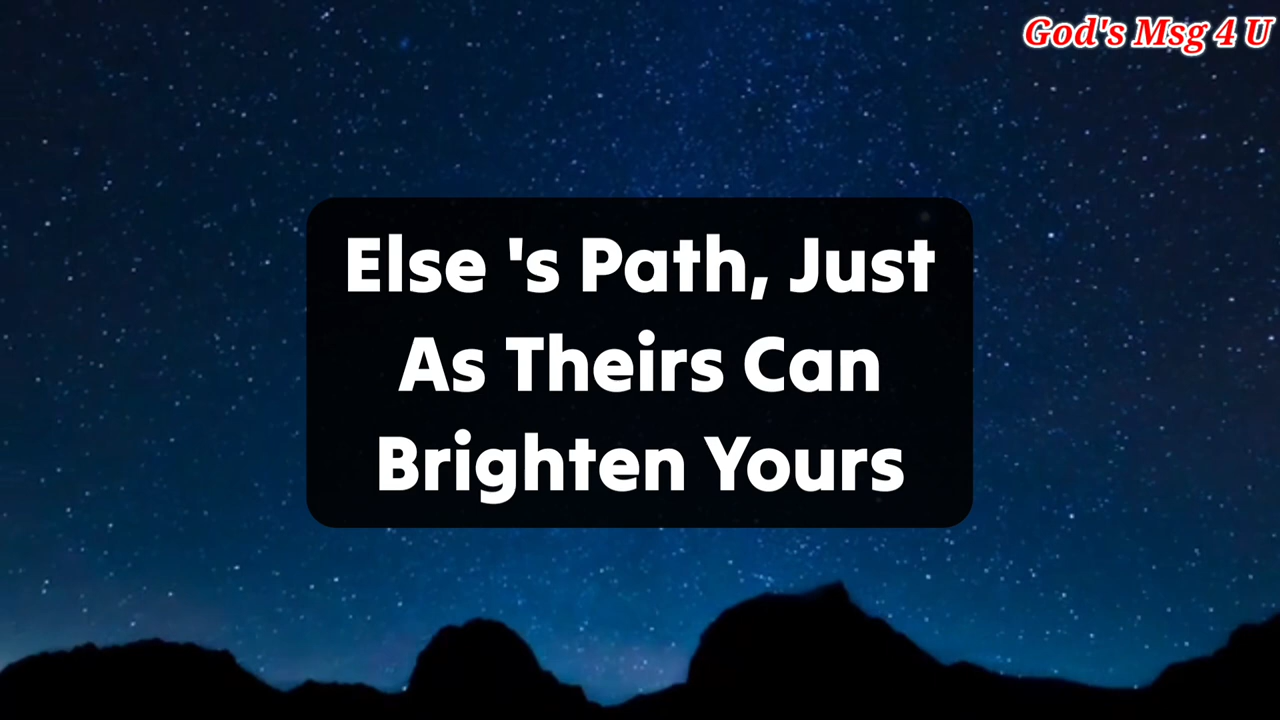 God's Msg 4 U
Else 's Path, Just
As Theirs Can
Brighten Yours